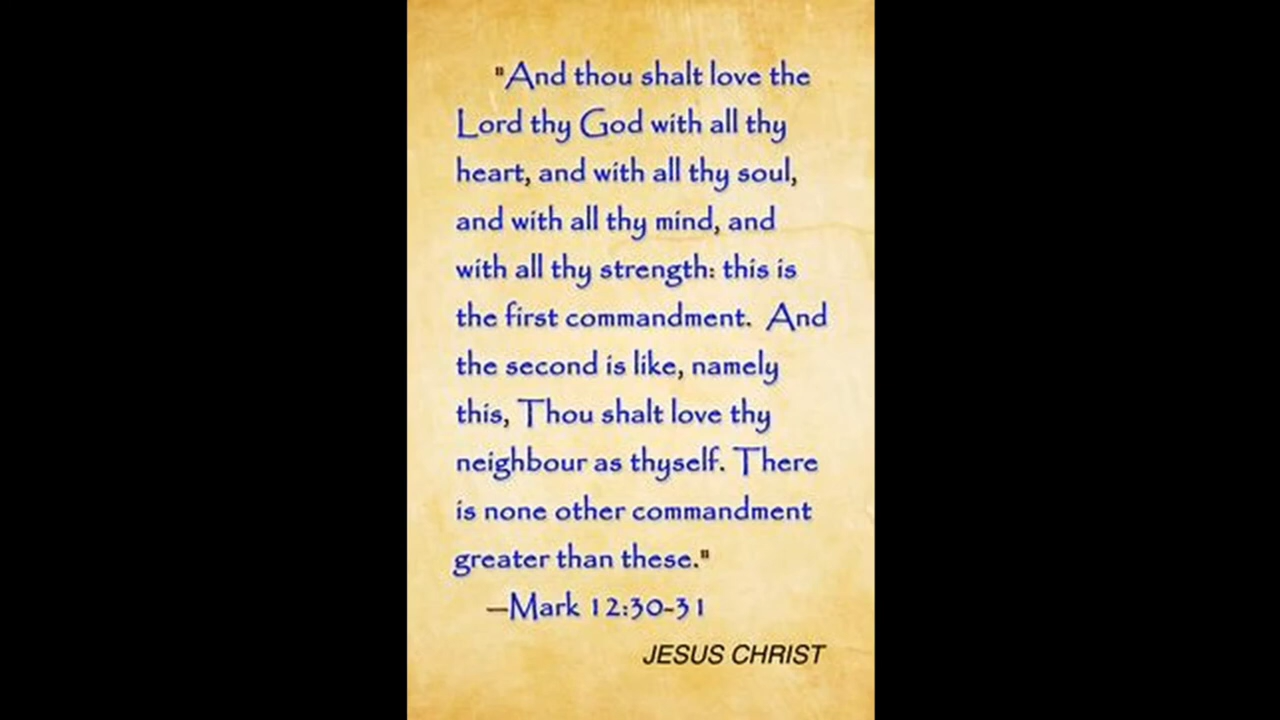 "And thou shalt love the
Lord thy God with all thy
heart, and with all thy soul,
and with all thy mind, and
with all thy strength: this is
the first commandment. And
the second is like, namely
this, Thou shalt love thy
neighbour as thyself. There
is none other commandment
greater than these."
—Mark 12:30-31
JESUS CHRIST